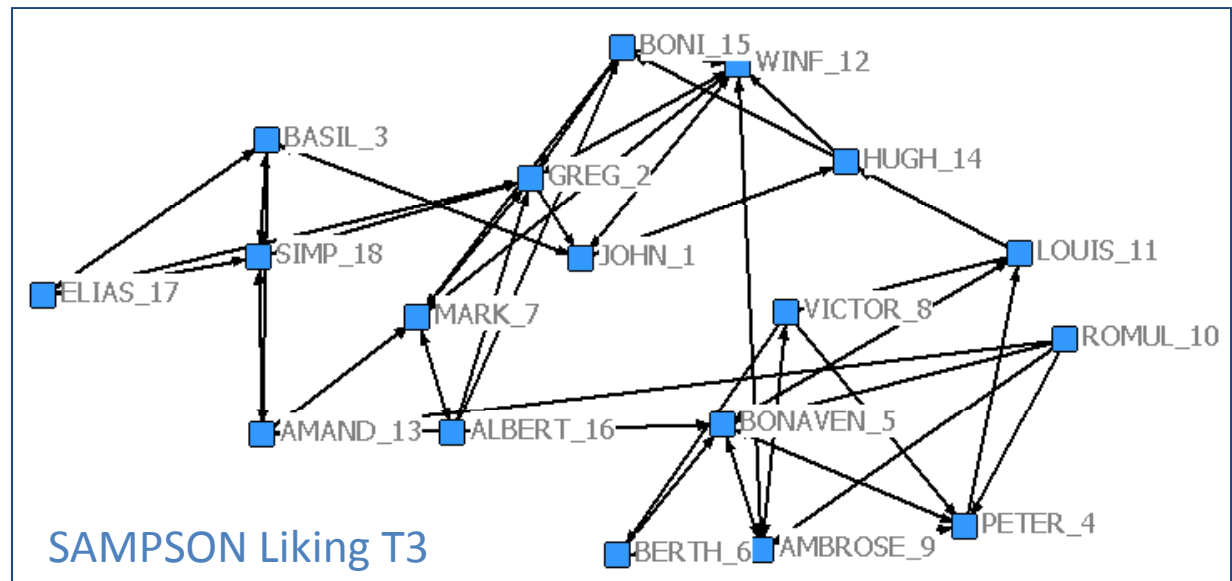 BONI_15
WINF_12
BASIL_3
HUGH_14
GREG_2
SIMP_18
JOHN_1
LOUIS_11
ELIAS_17
MARK_7
VICTOR_8
ROMUL_10
AMAND_13
ALBERT_16
BONAVEN_5
PETER_4
BERTH_6
AMBROSE_9
SAMPSON Liking T3